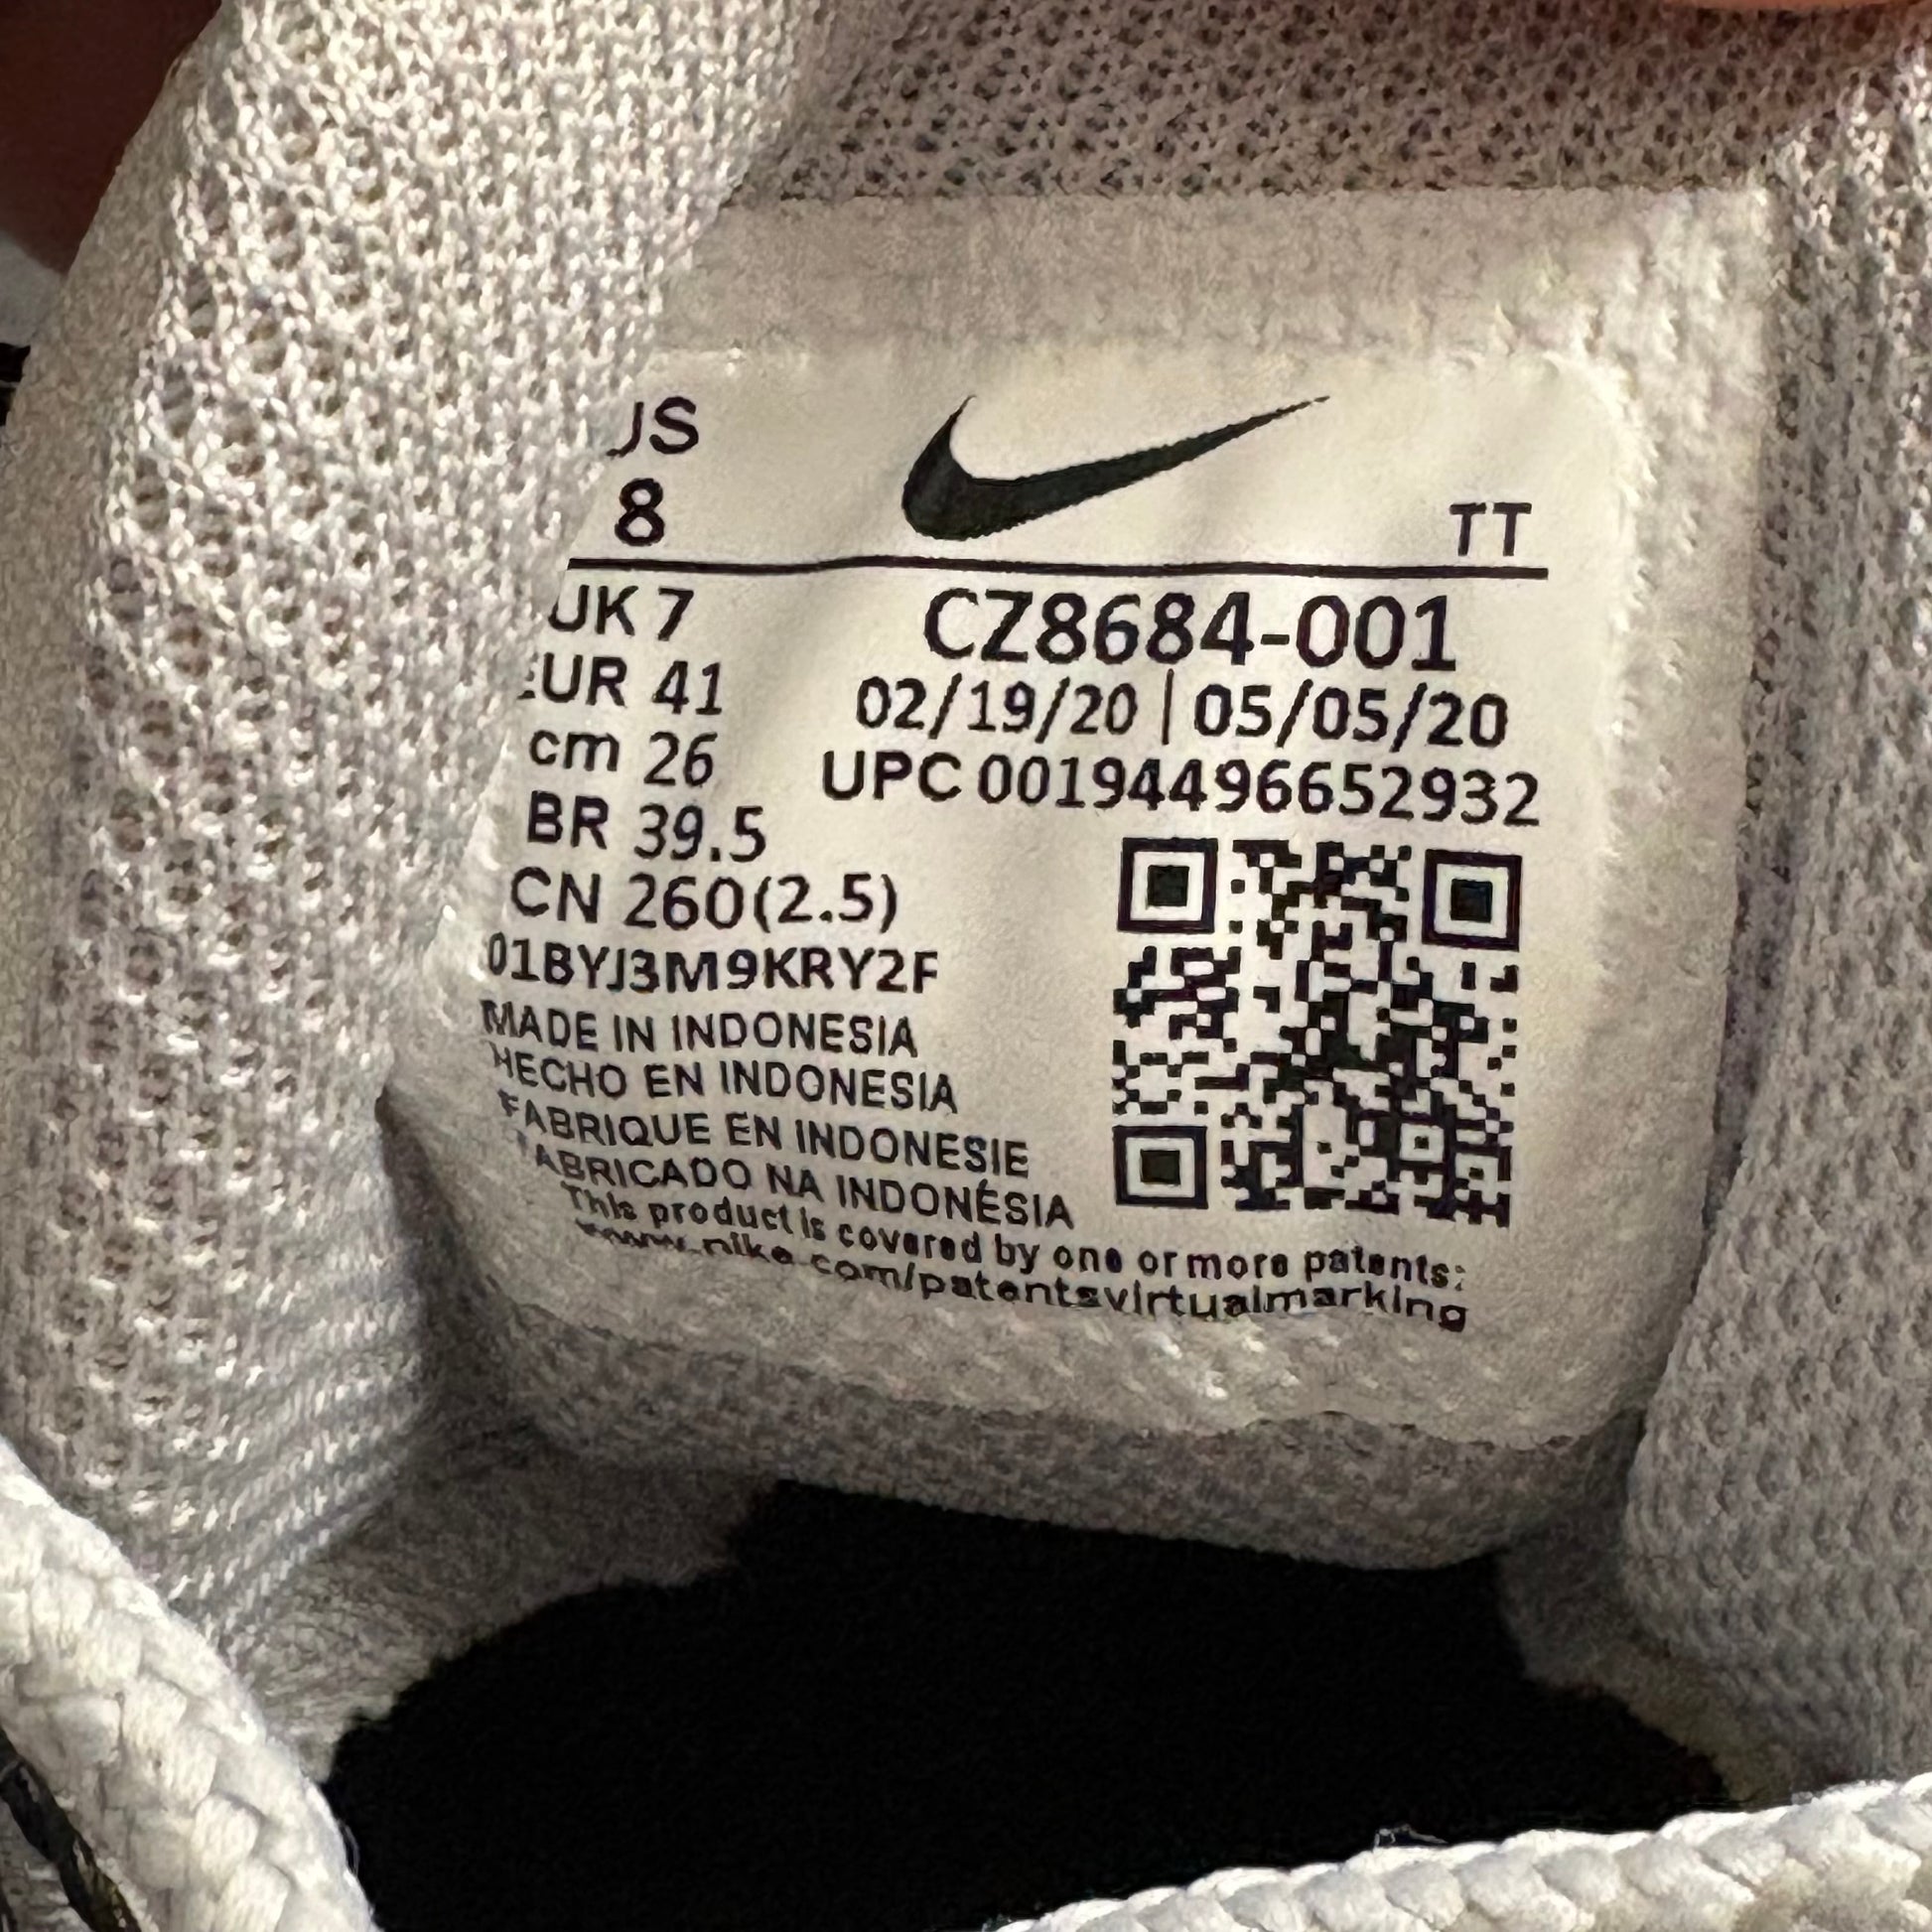 US
8
TT
UK 7
CZ8684-001
EUR 41
02/19/20 | 05/05/20
cm 26
UPC 00194496652932
BR 39.5
CN 260(2.5)
01BYJ3M9KRY2F
MADE IN INDONESIA
HECHO EN INDONESIA
FABRIQUE EN INDONESIE
FABRICADO NA INDONÉSIA
This product is covered by one or more patents:
www.nike.com/patentsvirtualmarking